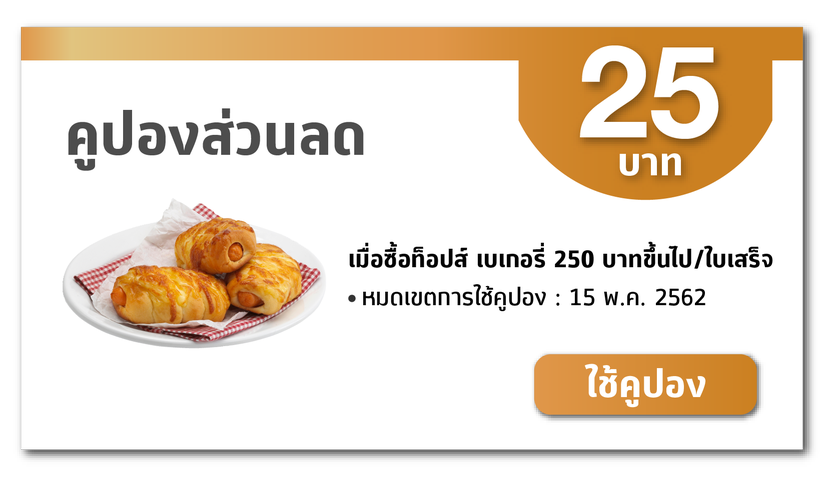 25
บาท
คูปองส่วนลด
เมื่อซื้อท็อปส์ เบเกอรี่ 250 บาทขึ้นไป/ใบเสร็จ
• หมดเขตการใช้คูปอง : 15 พ.ค. 2562
ใช้คูปอง